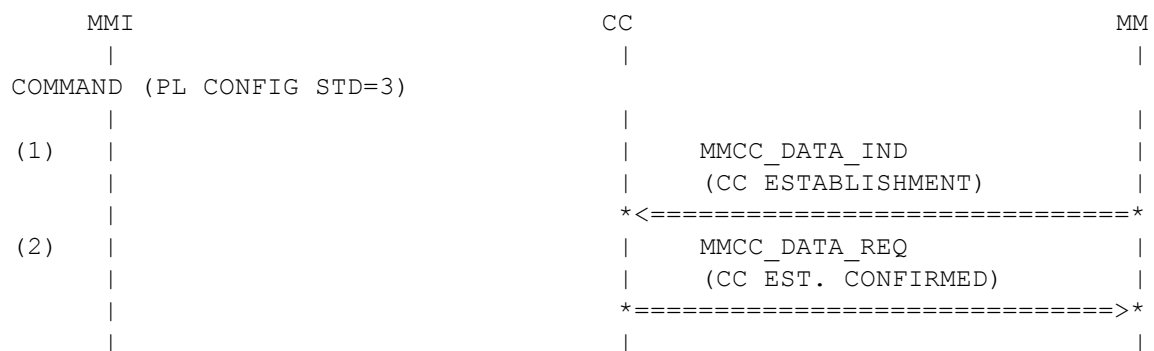 MMI CC MM
| | |
COMMAND (PL CONFIG STD=3)
| | |
(1) | | MMCC_DATA_IND |
| | (CC ESTABLISHMENT) |
| *<==============================*
(2) | | MMCC_DATA_REQ |
| | (CC EST. CONFIRMED) |
| *==============================>*
| | |